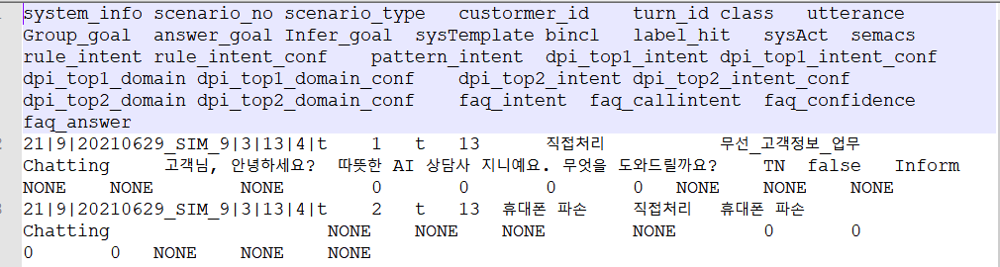 system_info scenario_no scenario_type custormer_id turn_id class utterance
Group_goal answer_goal Infer_goal sysTemplate bincl label_hit sysAct semacs
rule_intent rule_intent_conf pattern_intent dpi_top1_intent dpi_top1_intent_conf
dpi_top1_domain dpi_top1_domain_conf dpi_top2_intent dpi_top2_intent_conf
dpi_top2_domain dpi_top2_domain_conf faq_intent faq_callintent faq_confidence
faq_answer
21|9|20210629_SIM_9|3|13|4|t 1 t 13 직접처리 무선_고객정보_업무
Chatting 고객님, 안녕하세요? 따뜻한 AI 상담사 지니예요. 무엇을 도와드릴까요? TN false Inform
NONE NONE NONE 0 0 0 0 NONE NONE NONE
21|9|20210629_SIM_9|3|13|4|t 2 t 13 휴대폰 파손 직접처리 휴대폰 파손
Chatting NONE NONE NONE NONE 0 0
0 0 NONE NONE NONE